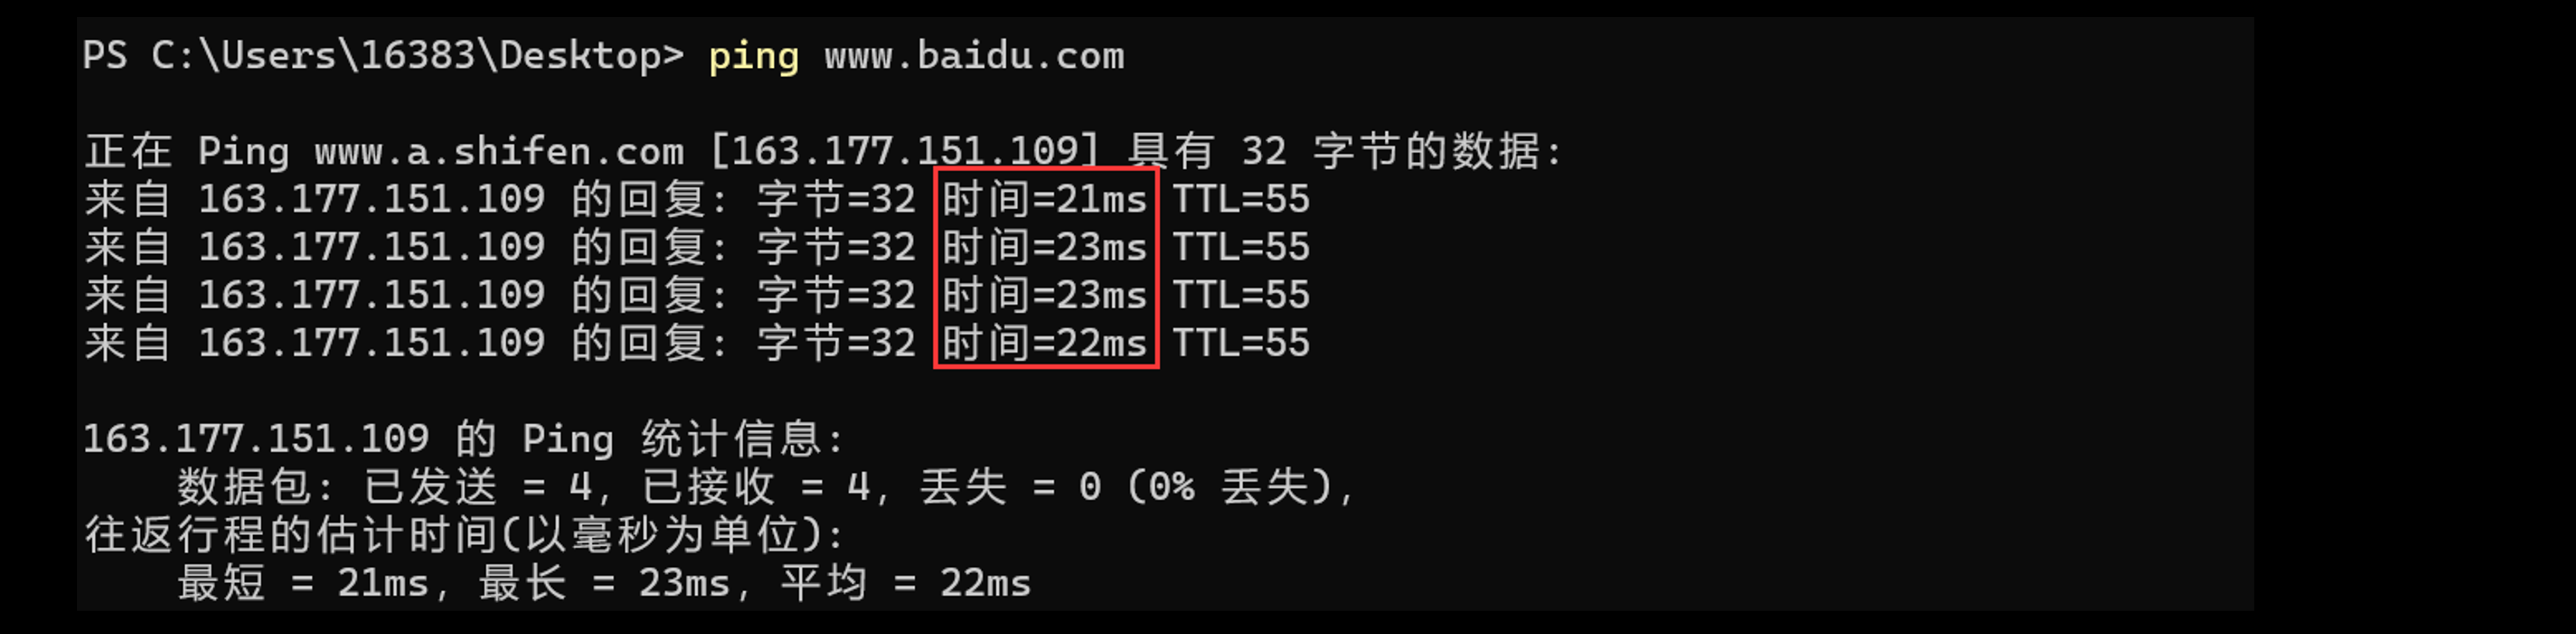 PS C:\Users\16383\Desktop> ping www.baidu.com
正在 Ping www.a.shifen.com [163.177.151.109] 具有 32 字节的数据:
来自 163.177.151.109 的回复: 字节=32 时间=21ms TTL=55
来自 163.177.151.109 的回复: 字节=32 时间=23ms TTL=55
来自 163.177.151.109 的回复: 字节=32 时间=23ms TTL=55
来自 163.177.151.109 的回复: 字节=32 时间=22ms TTL=55
163.177.151.109 的 Ping 统计信息:
数据包: 已发送 = 4, 已接收 = 4, 丢失 = 0 (0% 丢失),
往返行程的估计时间(以毫秒为单位):
最短 = 21ms, 最长 = 23ms, 平均 = 22ms